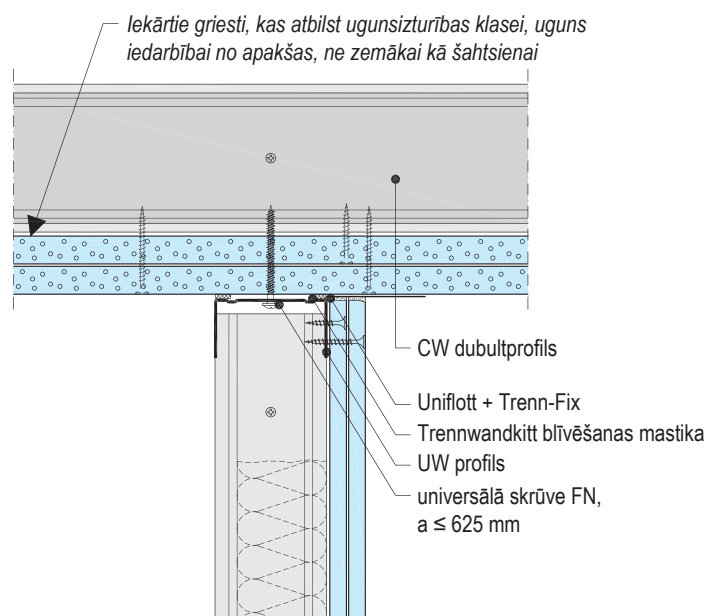 Iekārtie griesti, kas atbilst ugunsizturības klasei, uguns
iedarbībai no apakšas, ne zemākai kā šahtsienai
CW dubultprofils
Uniflott + Trenn-Fix
Trennwandkitt blīvēšanas mastika
UW profils
universālā skrūve FN,
a ≤ 625 mm